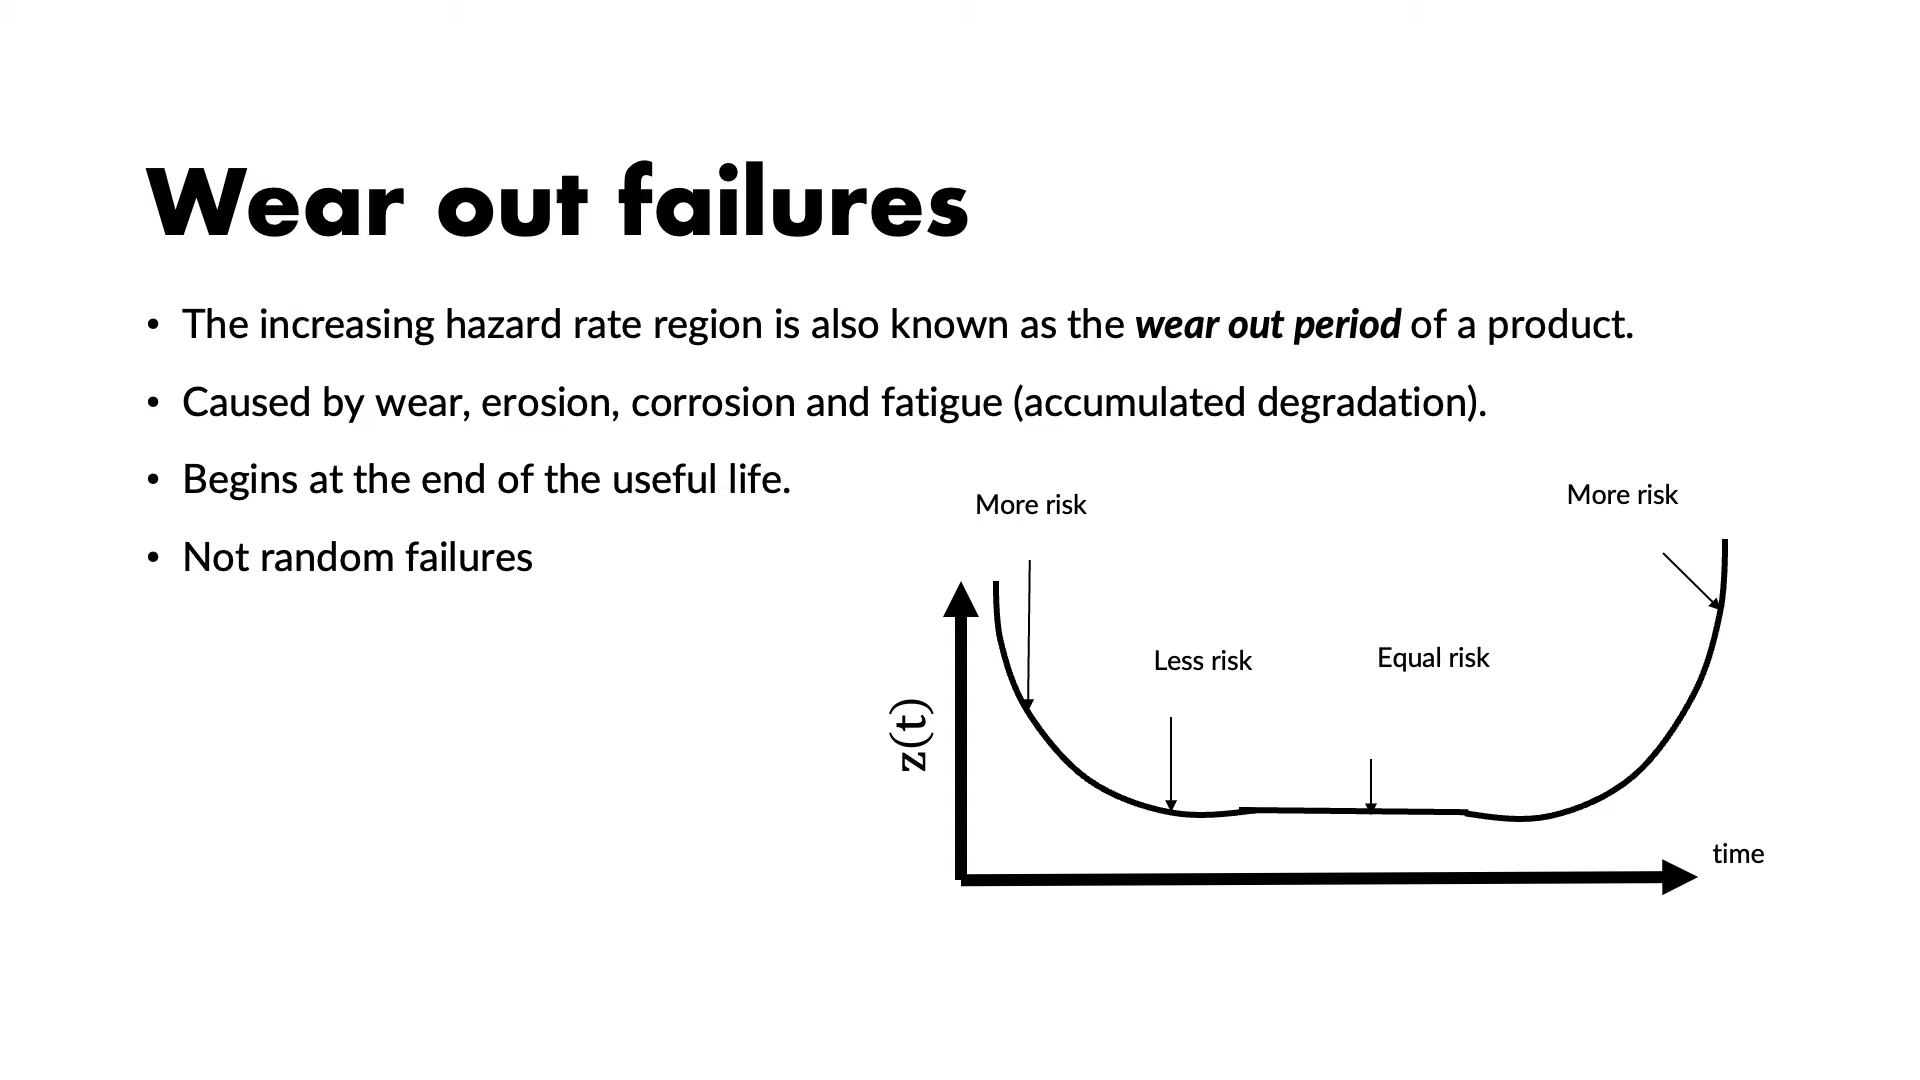 Wear out failures
• The increasing hazard rate region is also known as the wear out period of a product.
• Caused by wear, erosion, corrosion and fatigue (accumulated degradation).
• Begins at the end of the useful life.
• Not random failures
More risk
More risk
Less risk
Equal risk
z(t)
time